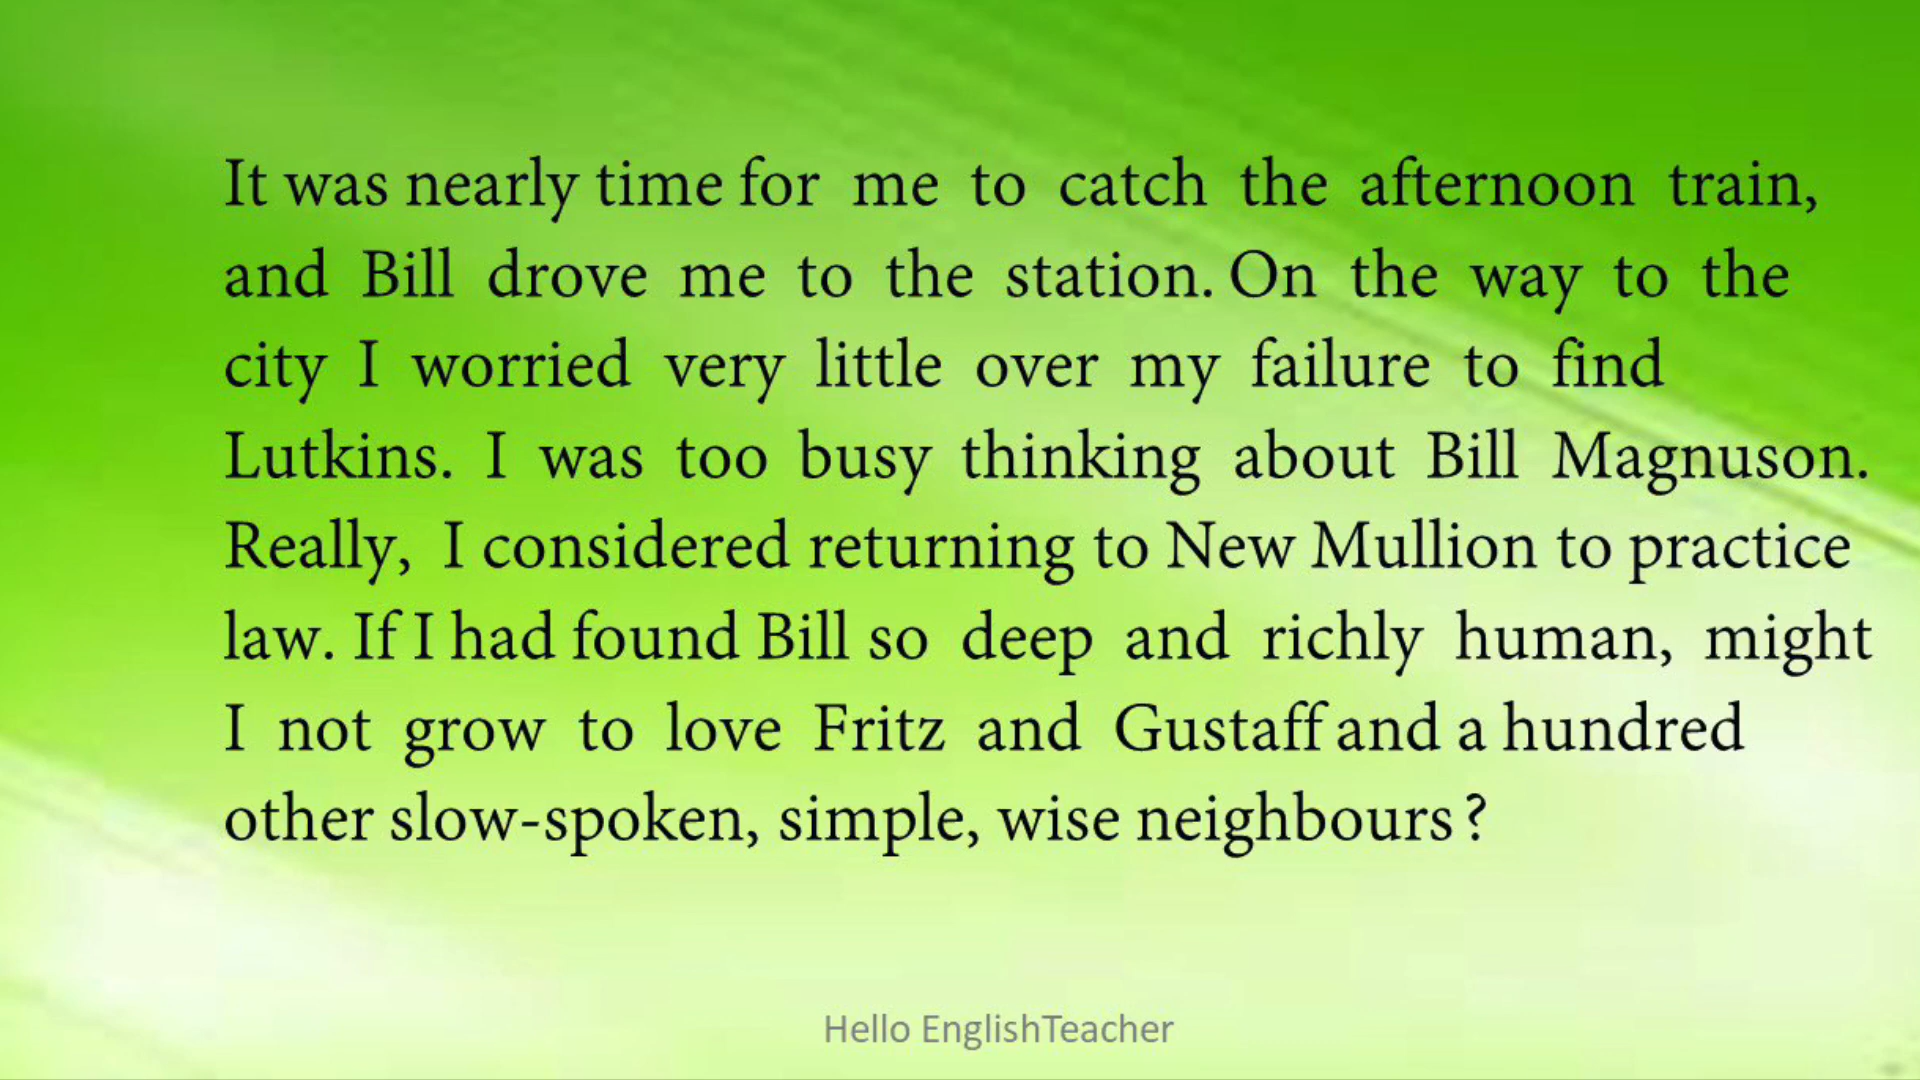 It was nearly time for me to catch the afternoon train,
and Bill drove me to the station. On the way to the
city I worried very little over my failure to find
Lutkins. I was too busy thinking about Bill Magnuson.
Really, I considered returning to New Mullion to practice
law. If I had found Bill so deep and richly human, might
I not grow to love Fritz and Gustaff and a hundred
other slow-spoken, simple, wise neighbours ?
Hello EnglishTeacher